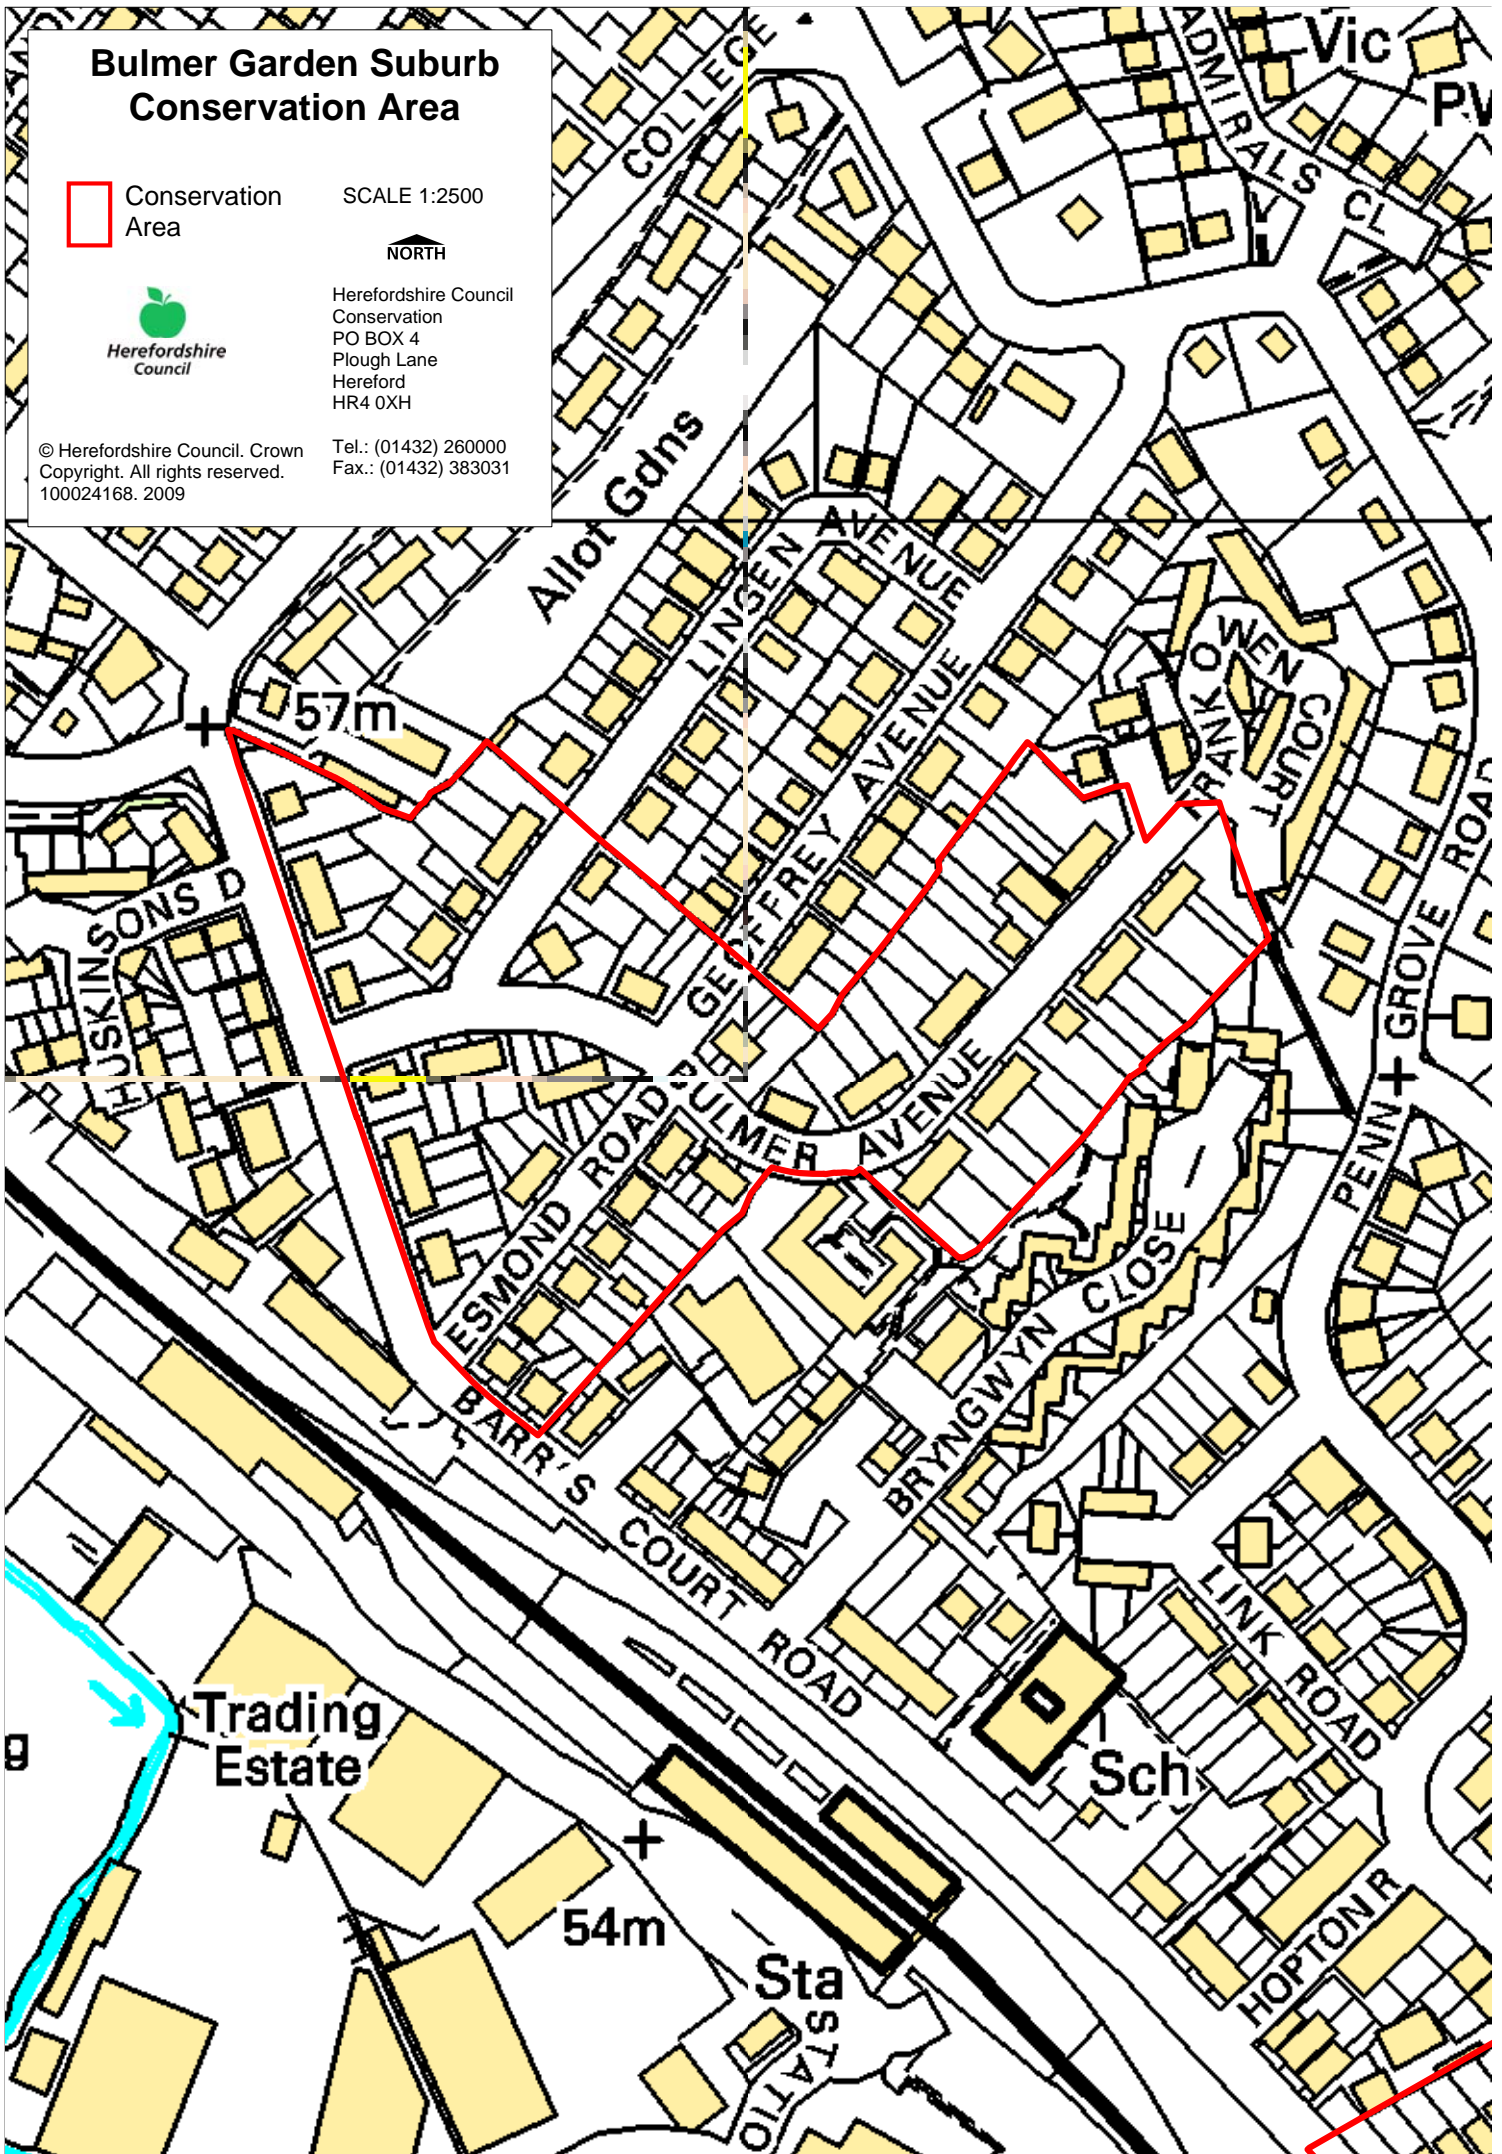 Bulmer Garden Suburb
Conservation Area
Conservation
Area
SCALE 1:2500
NORTH
Herefordshire
Council
Herefordshire Council
Conservation
PO BOX 4
Plough Lane
Hereford
HR4 0XH
Tel.: (01432) 260000
Fax.: (01432) 383031
© Herefordshire Council. Crown
Copyright. All rights reserved.
100024168. 2009
COLLEGE
ADMIRALS CL
Vic
PW
Allot Gdns
LINGEN AVENUE
57m
GEOFFREY AVENUE
FRANK OWEN COURT
PENN GROVE ROAD
HUSKINSONS D
ESMOND ROAD
BULMER AVENUE
BRYNGWYN CLOSE
BARR'S COURT ROAD
LINK ROAD
Trading
Estate
g
Sch
54m
Sta
HOPTON R
STATIO